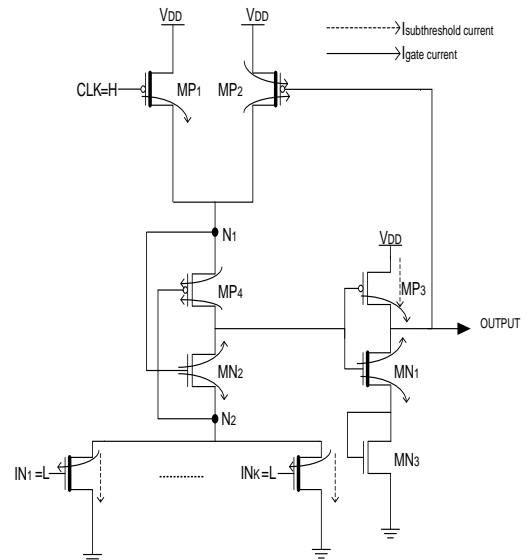 VDD
VDD
Isubthreshold current
Igate current
CLK=H
MP1
MP2
N1
VDD
MP4
MP3
OUTPUT
MN2
MN1
N2
IN1 =L
..........
INK=L
MN3